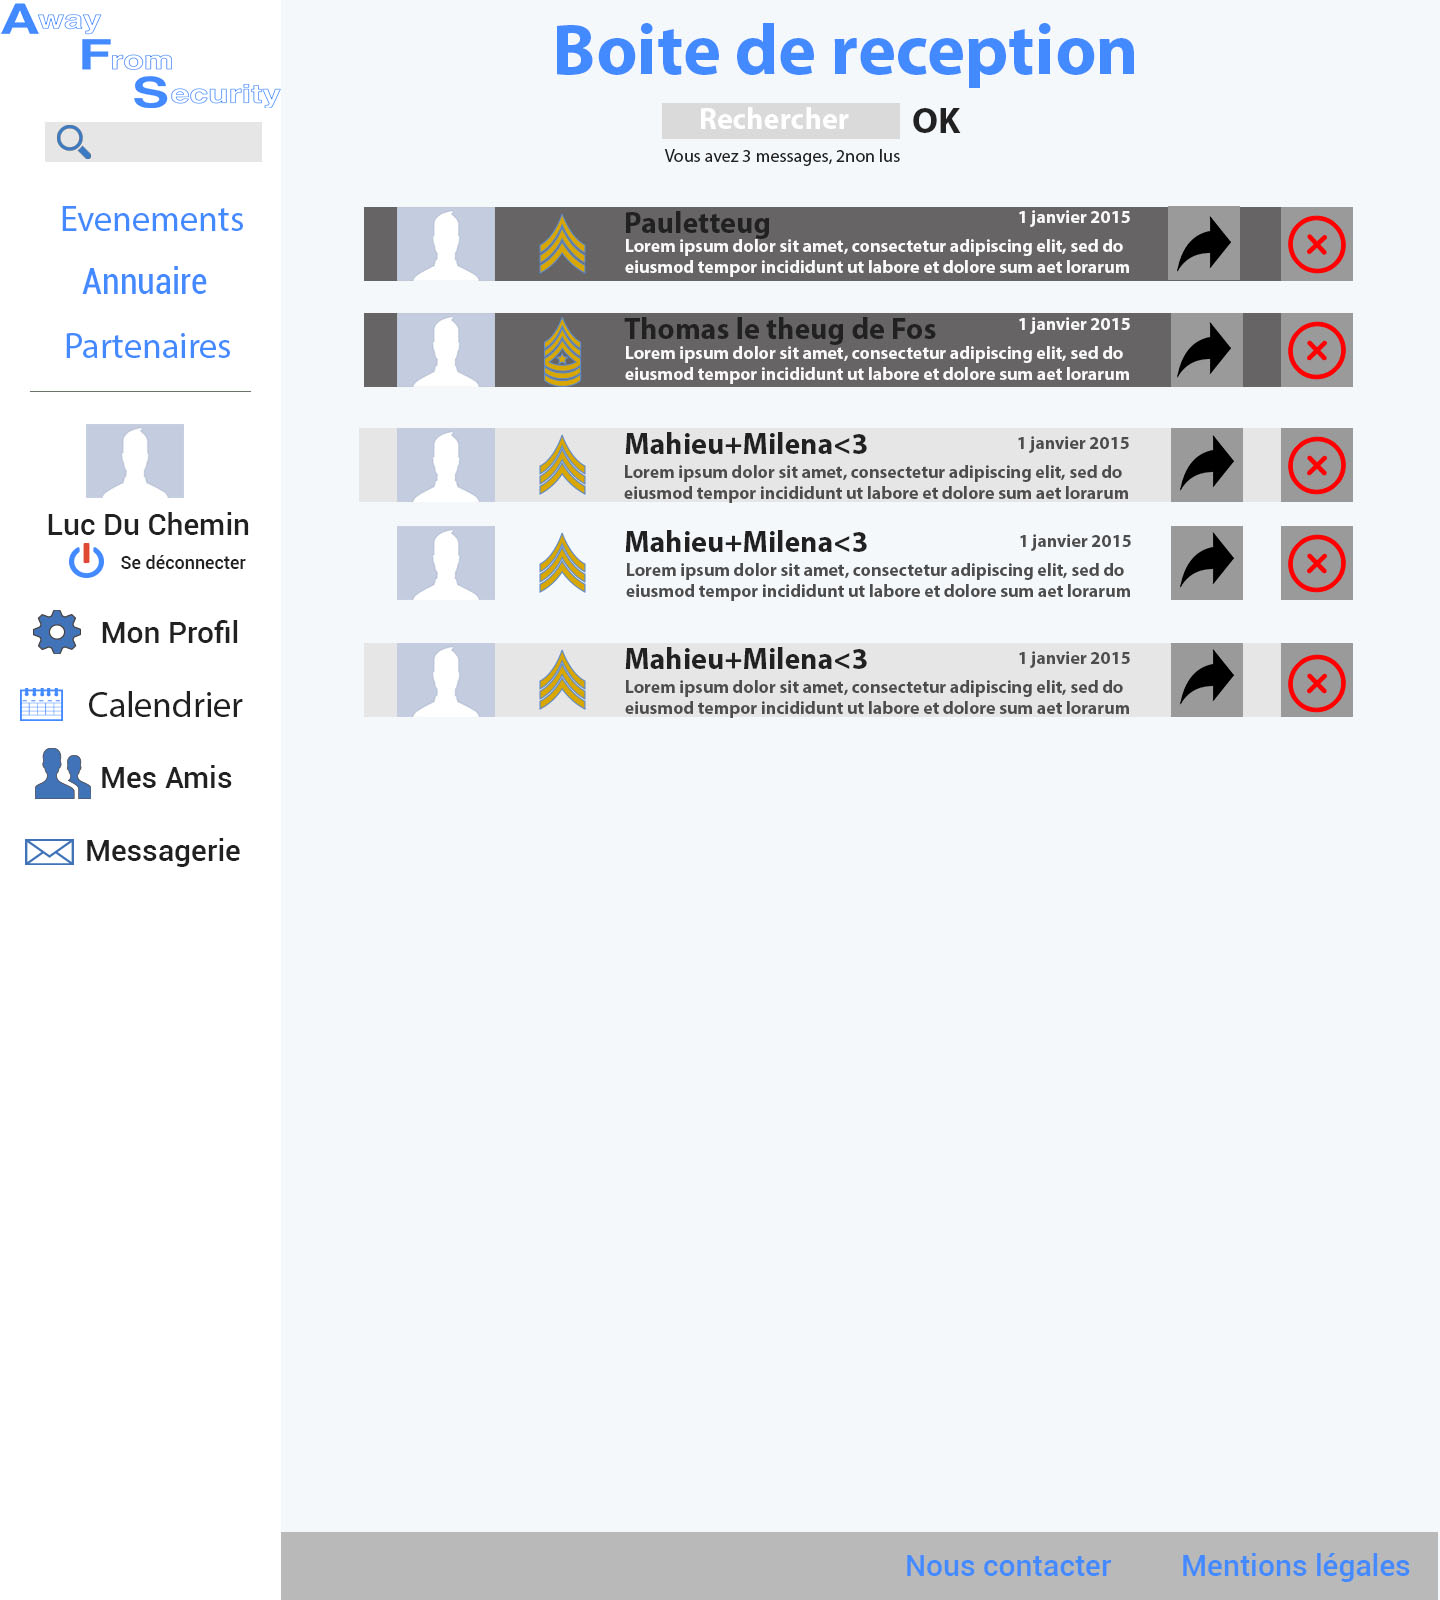 Away
From
Security
Evenements
Annuaire
Partenaires
Luc Du Chemin
Se déconnecter
Mon Profil
Calendrier
Mes Amis
Messagerie
Boite de reception
Rechercher OK
Vous avez 3 messages, 2non lus
Pauletteug 1 janvier 2015
Lorem ipsum dolor sit amet, consectetur adipiscing elit, sed do
eiusmod tempor incididunt ut labore et dolore sum aet lorarum
Thomas le theug de Fos 1 janvier 2015
Lorem ipsum dolor sit amet, consectetur adipiscing elit, sed do
eiusmod tempor incididunt ut labore et dolore sum aet lorarum
Mahieu+Milena<3 1 janvier 2015
Lorem ipsum dolor sit amet, consectetur adipiscing elit, sed do
eiusmod tempor incididunt ut labore et dolore sum aet lorarum
Mahieu+Milena<3 1 janvier 2015
Lorem ipsum dolor sit amet, consectetur adipiscing elit, sed do
eiusmod tempor incididunt ut labore et dolore sum aet lorarum
Mahieu+Milena<3 1 janvier 2015
Lorem ipsum dolor sit amet, consectetur adipiscing elit, sed do
eiusmod tempor incididunt ut labore et dolore sum aet lorarum
Nous contacter Mentions légales